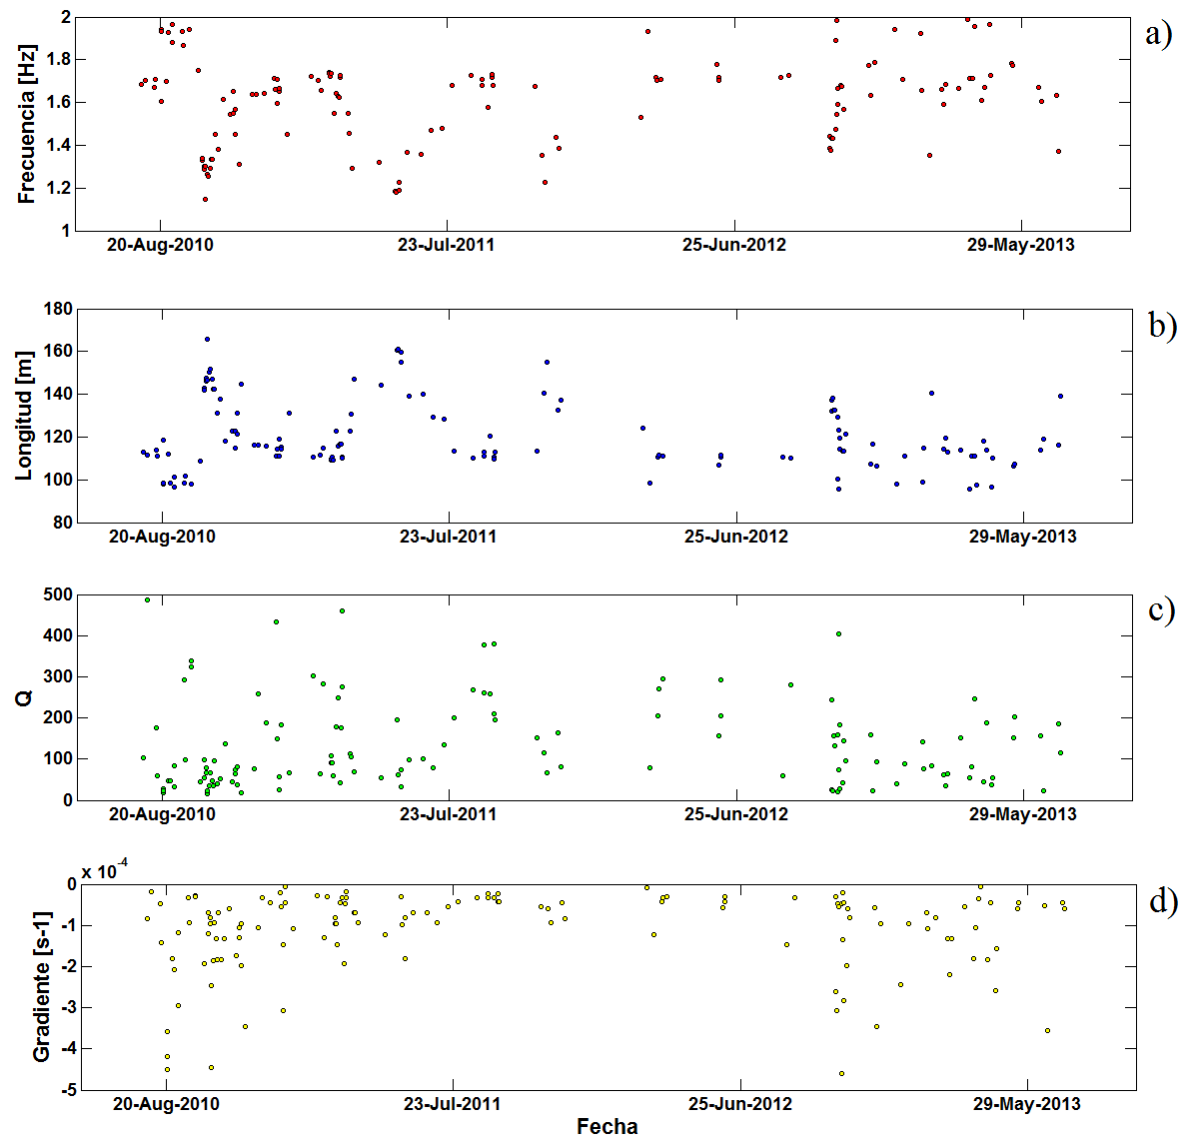 a)
Frecuencia [Hz]
2
1.8
1.6
1.4
1.2
1
20-Aug-2010 23-Jul-2011 25-Jun-2012 29-May-2013
b)
Longitud [m]
180
160
140
120
100
80
20-Aug-2010 23-Jul-2011 25-Jun-2012 29-May-2013
c)
Q
500
400
300
200
100
0
20-Aug-2010 23-Jul-2011 25-Jun-2012 29-May-2013
x 10^-4
d)
Gradiente [s-1]
0
-1
-2
-3
-4
-5
20-Aug-2010 23-Jul-2011 25-Jun-2012 29-May-2013
Fecha